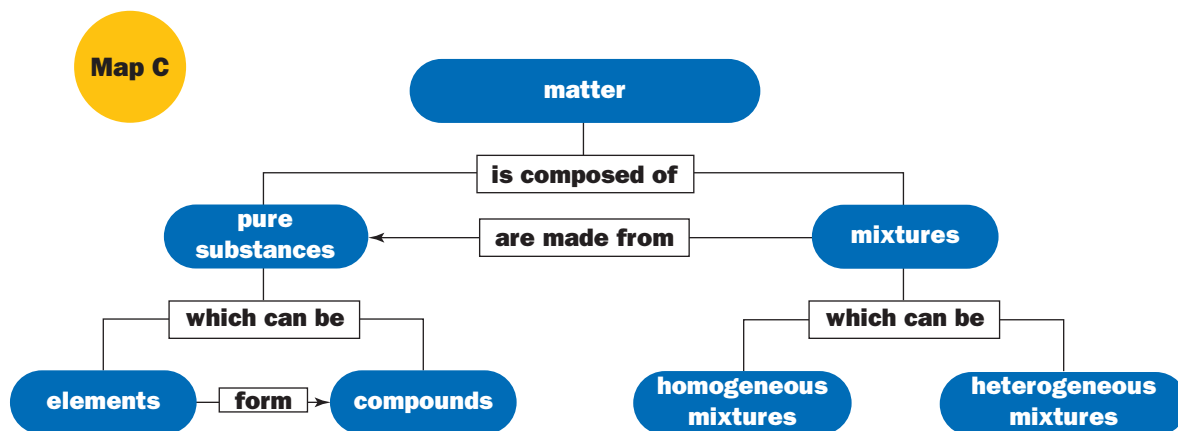 Map C
matter
is composed of
pure
substances
are made from
mixtures
which can be
which can be
elements
form
compounds
homogeneous
mixtures
heterogeneous
mixtures